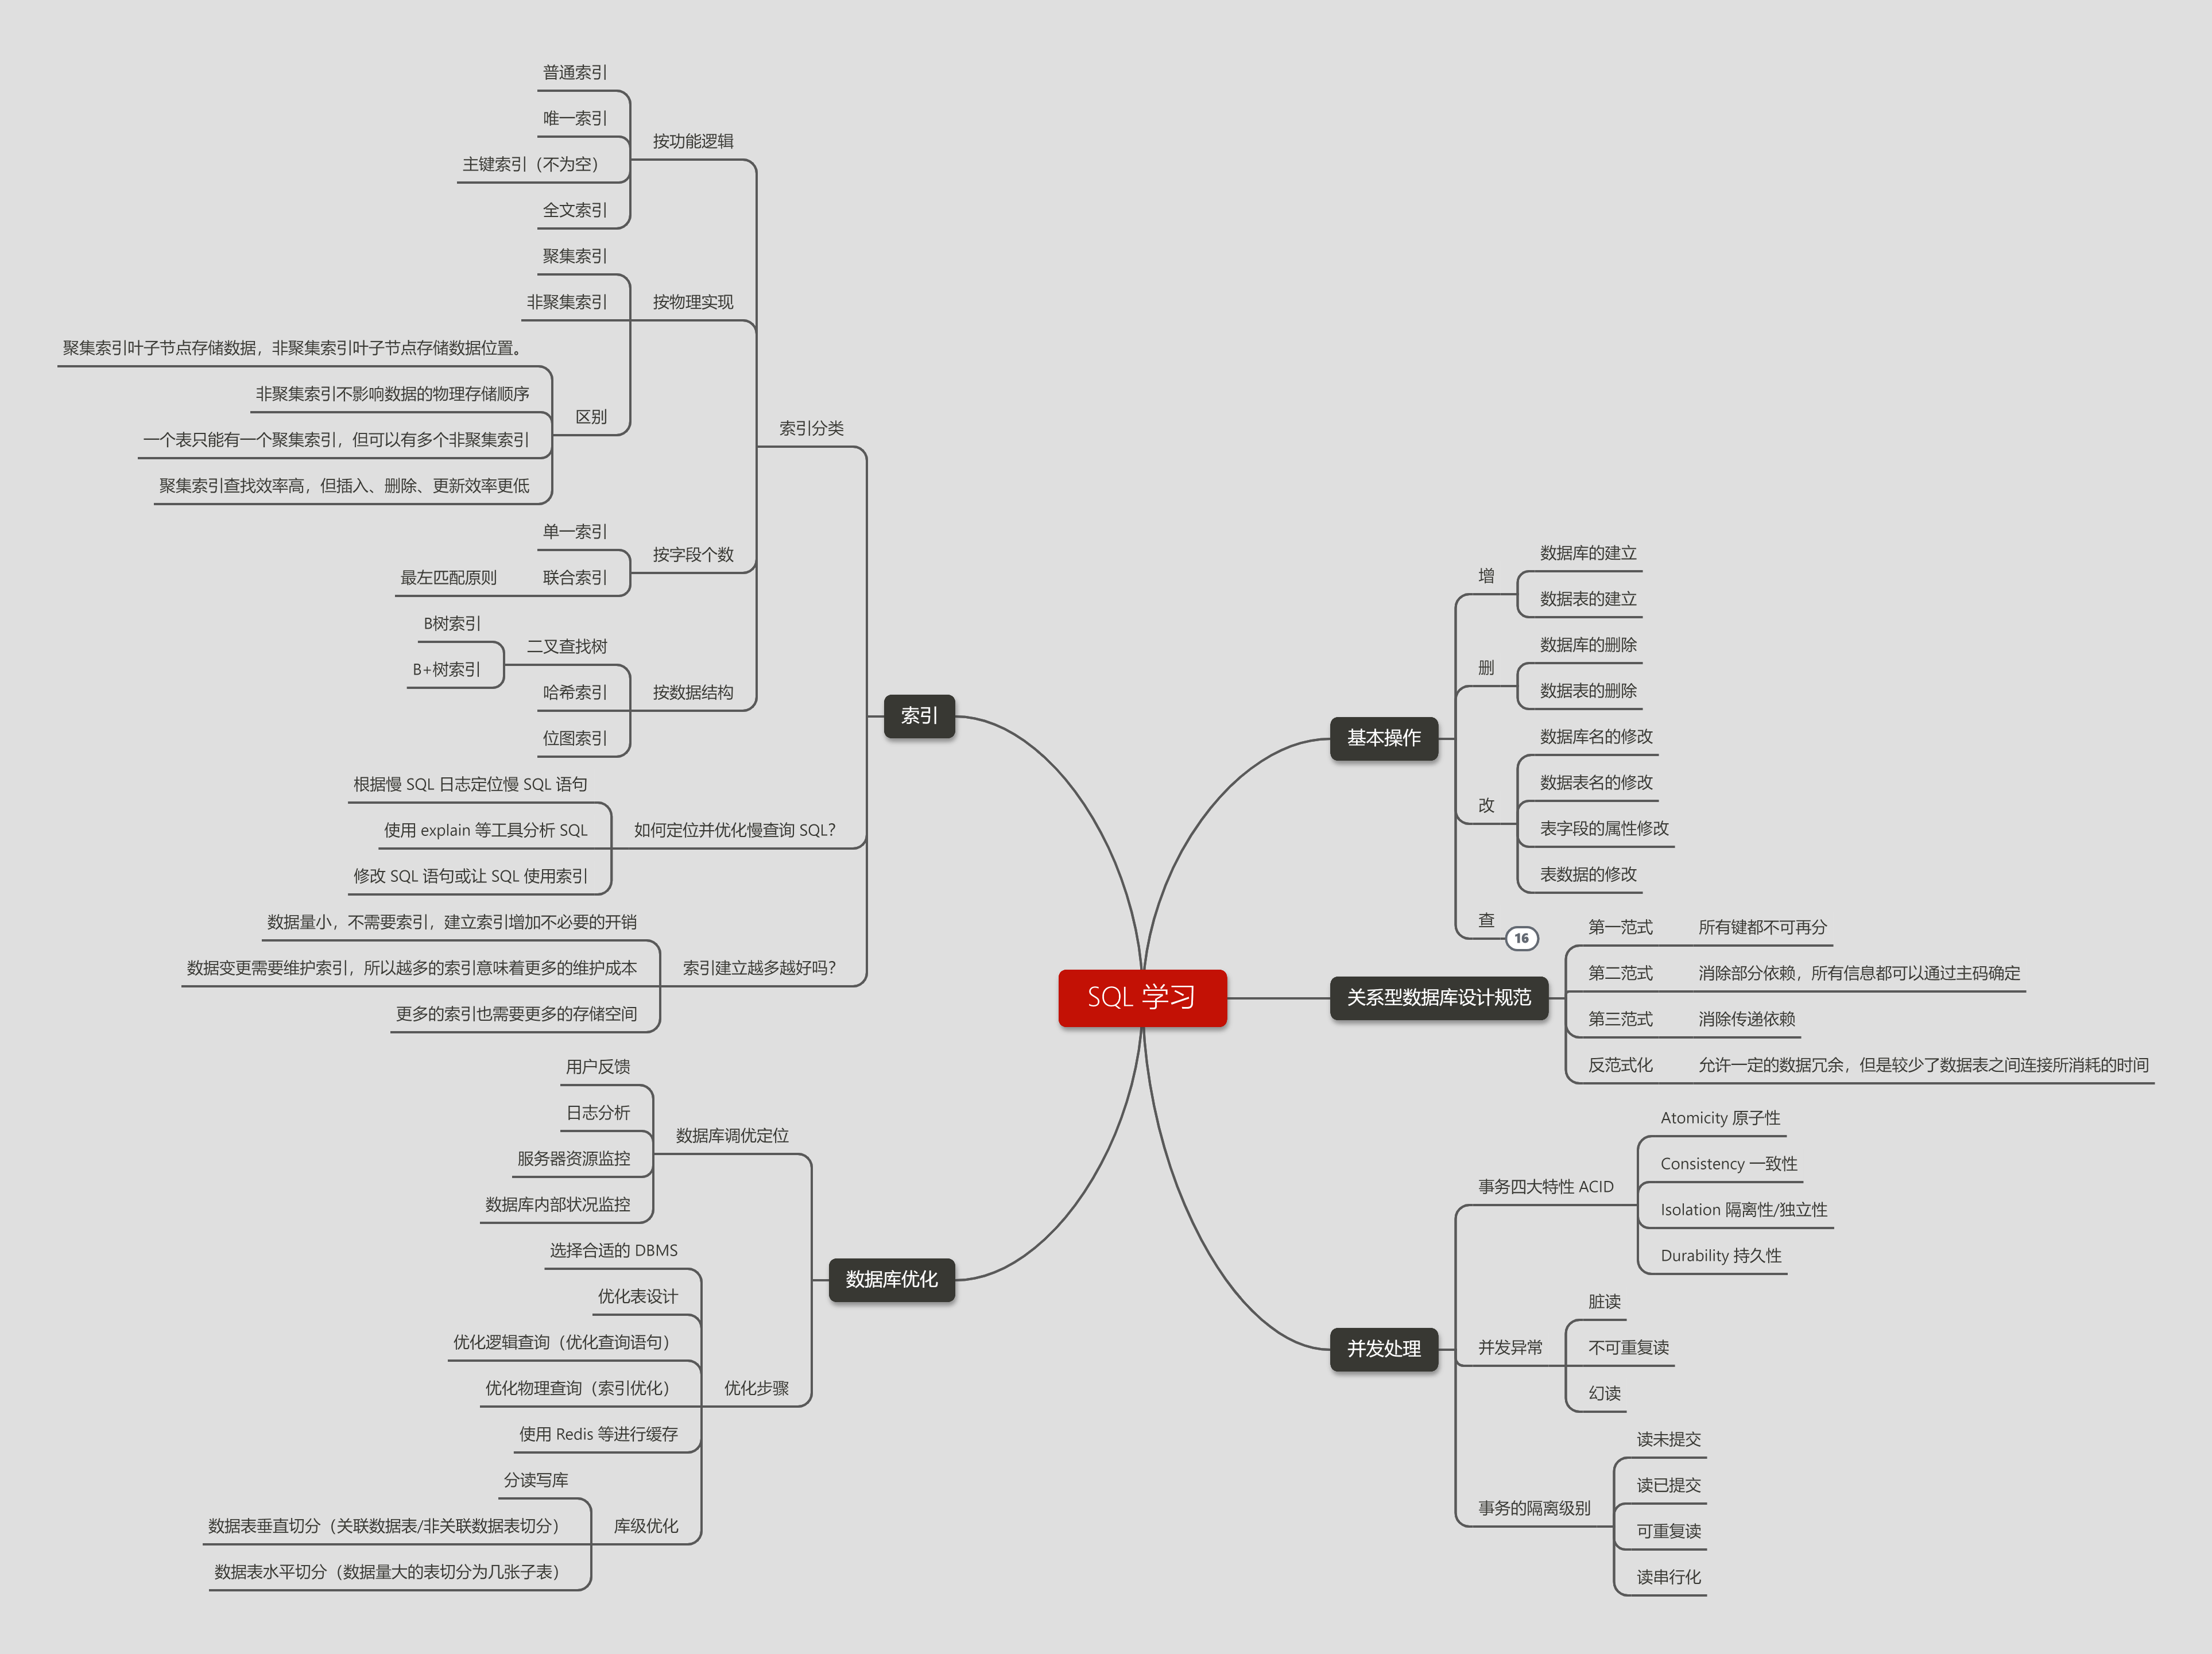 SQL 学习
基本操作
增
数据库的建立
数据表的建立
删
数据库的删除
数据表的删除
改
数据库名的修改
数据表名的修改
表字段的属性修改
表数据的修改
查
16
关系型数据库设计规范
第一范式
所有键都不可再分
第二范式
消除部分依赖，所有信息都可以通过主码确定
第三范式
消除传递依赖
反范式化
允许一定的数据冗余，但是较少了数据表之间连接所消耗的时间
并发处理
事务四大特性 ACID
Atomicity 原子性
Consistency 一致性
Isolation 隔离性/独立性
Durability 持久性
并发异常
脏读
不可重复读
幻读
事务的隔离级别
读未提交
读已提交
可重复读
读串行化
索引
索引分类
按功能逻辑
普通索引
唯一索引
主键索引（不为空）
全文索引
按物理实现
聚集索引
非聚集索引
区别
聚集索引叶子节点存储数据，非聚集索引叶子节点存储数据位置。
非聚集索引不影响数据的物理存储顺序
一个表只能有一个聚集索引，但可以有多个非聚集索引
聚集索引查找效率高，但插入、删除、更新效率更低
按字段个数
单一索引
联合索引
最左匹配原则
按数据结构
二叉查找树
B树索引
B+树索引
哈希索引
位图索引
如何定位并优化慢查询 SQL？
根据慢 SQL 日志定位慢 SQL 语句
使用 explain 等工具分析 SQL
修改 SQL 语句或让 SQL 使用索引
索引建立越多越好吗？
数据量小，不需要索引，建立索引增加不必要的开销
数据变更需要维护索引，所以越多的索引意味着更多的维护成本
更多的索引也需要更多的存储空间
数据库优化
数据库调优定位
用户反馈
日志分析
服务器资源监控
数据库内部状况监控
优化步骤
选择合适的 DBMS
优化表设计
优化逻辑查询（优化查询语句）
优化物理查询（索引优化）
使用 Redis 等进行缓存
库级优化
分读写库
数据表垂直切分（关联数据表/非关联数据表切分）
数据表水平切分（数据量大的表切分为几张子表）